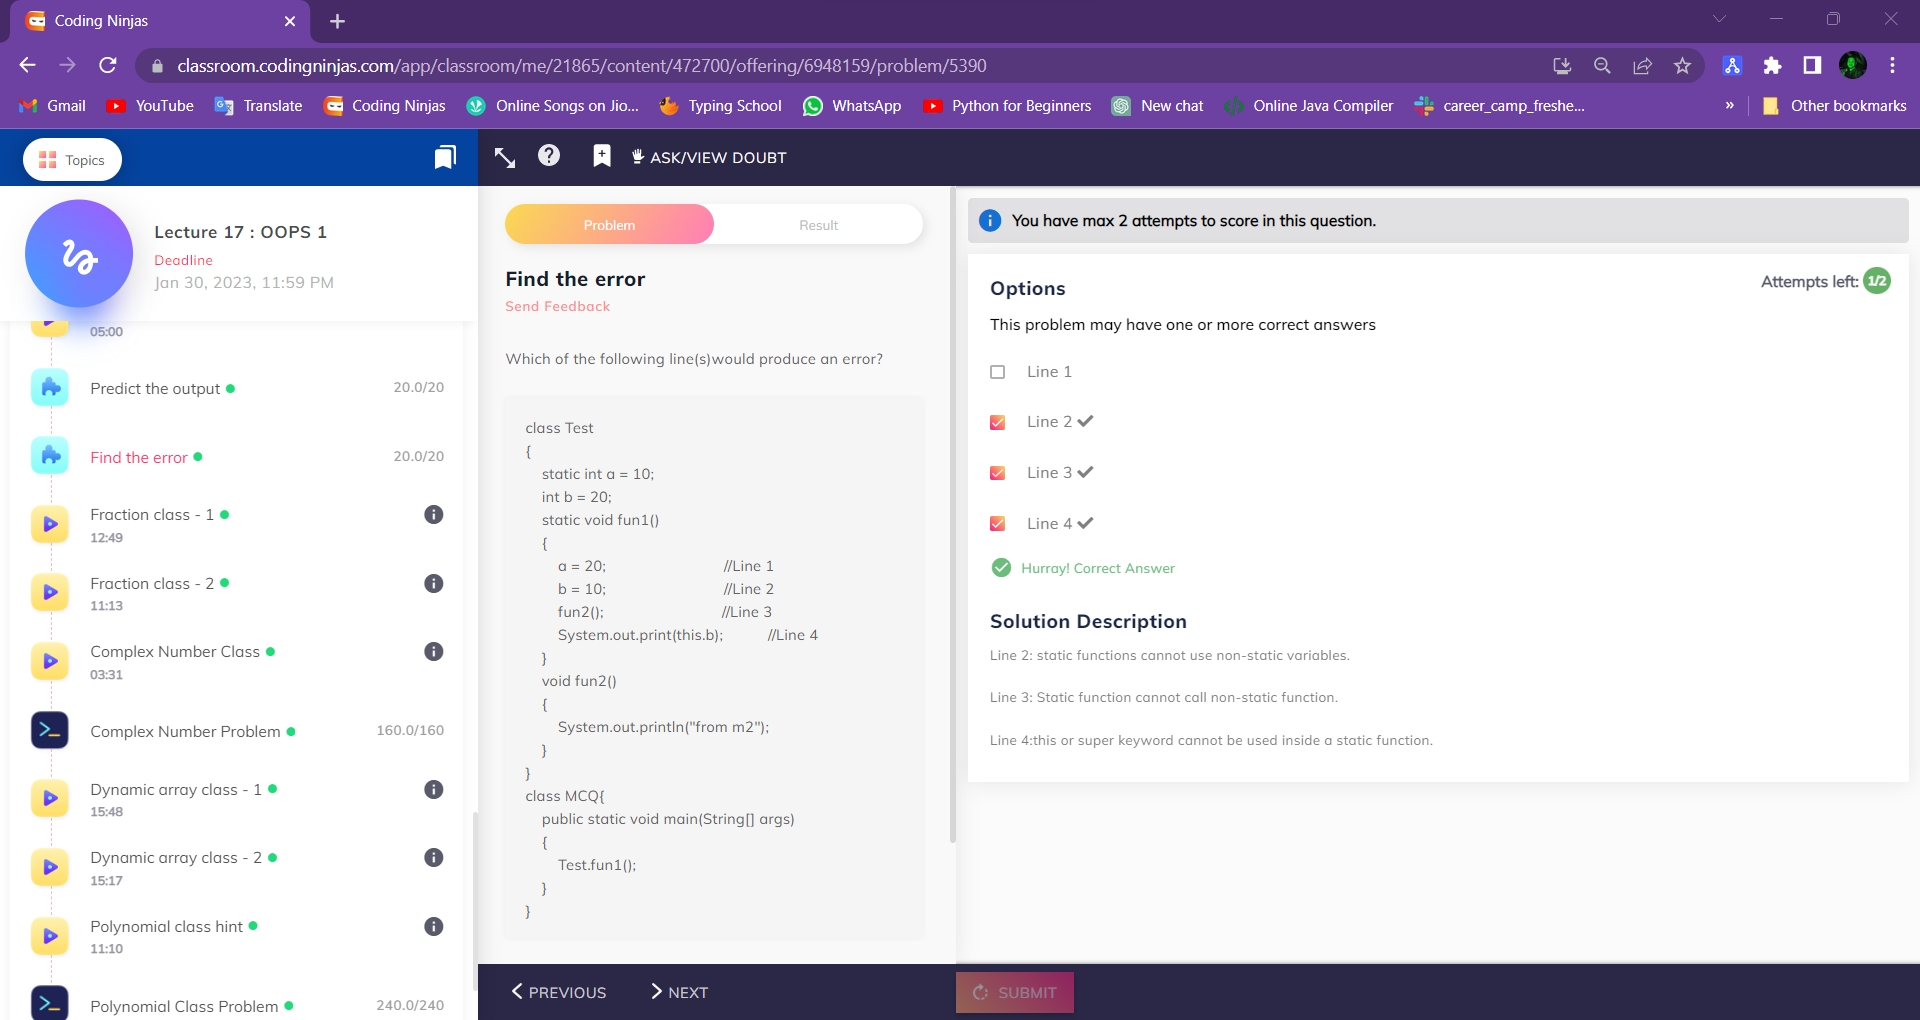 Coding Ninjas
classroom.codingninjas.com/app/classroom/me/21865/content/472700/offering/6948159/problem/5390
Gmail
YouTube
Translate
Coding Ninjas
Online Songs on Jio...
Typing School
WhatsApp
Python for Beginners
New chat
Online Java Compiler
career_camp_freshe...
»
Other bookmarks
Topics
ASK/VIEW DOUBT
Lecture 17 : OOPS 1
Deadline
Jan 30, 2023, 11:59 PM
05:00
Predict the output
20.0/20
Find the error
20.0/20
Fraction class - 1
12:49
Fraction class - 2
11:13
Complex Number Class
03:31
Complex Number Problem
160.0/160
Dynamic array class - 1
15:48
Dynamic array class - 2
15:17
Polynomial class hint
11:10
Polynomial Class Problem
240.0/240
Problem
Result
Find the error
Send Feedback
Which of the following line(s)would produce an error?
class Test
{
static int a = 10;
int b = 20;
static void fun1()
{
a = 20; //Line 1
b = 10; //Line 2
fun2(); //Line 3
System.out.print(this.b); //Line 4
}
void fun2()
{
System.out.println("from m2");
}
}
class MCQ{
public static void main(String[] args)
{
Test.fun1();
}
}
PREVIOUS
NEXT
You have max 2 attempts to score in this question.
Options
Attempts left: 1/2
This problem may have one or more correct answers
Line 1
Line 2
Line 3
Line 4
Hurray! Correct Answer
Solution Description
Line 2: static functions cannot use non-static variables.
Line 3: Static function cannot call non-static function.
Line 4:this or super keyword cannot be used inside a static function.
SUBMIT